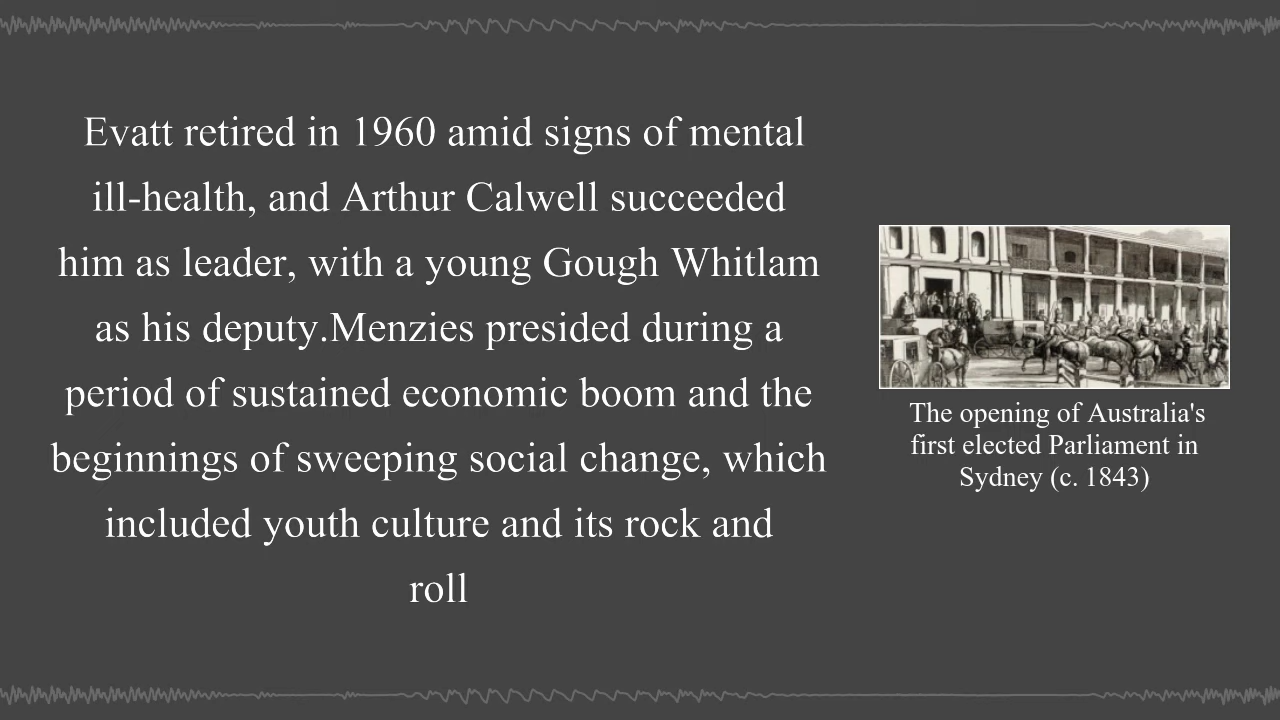 Evatt retired in 1960 amid signs of mental
ill-health, and Arthur Calwell succeeded
him as leader, with a young Gough Whitlam
as his deputy.Menzies presided during a
period of sustained economic boom and the
beginnings of sweeping social change, which
included youth culture and its rock and
roll
The opening of Australia's
first elected Parliament in
Sydney (c. 1843)